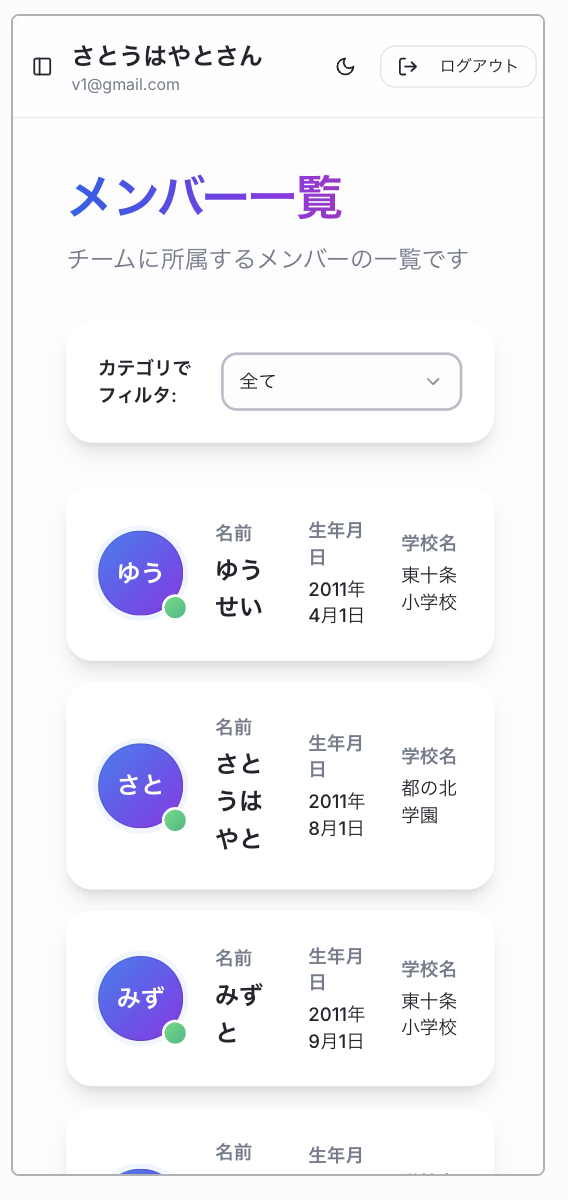 さとうはやとさん
v1@gmail.com
ログアウト
メンバー一覧
チームに所属するメンバーの一覧です
カテゴリで
フィルタ:
全て
ゆう
名前
ゆう
せい
生年月
日
2011年
4月1日
学校名
東十条
小学校
さと
名前
さと
うは
やと
生年月
日
2011年
8月1日
学校名
都の北
学園
みず
名前
みず
と
生年月
日
2011年
9月1日
学校名
東十条
小学校
名前
生年月